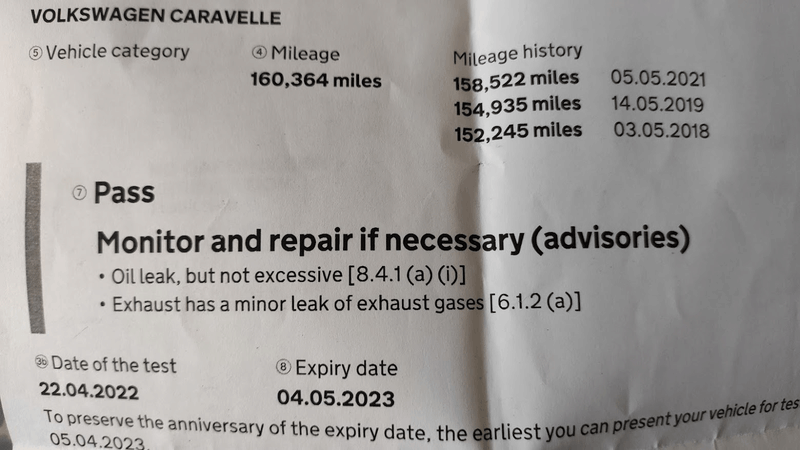 VOLKSWAGEN CARAVELLE
⑤ Vehicle category ④ Mileage Mileage history
160,364 miles 158,522 miles 05.05.2021
154,935 miles 14.05.2019
152,245 miles 03.05.2018
⑦ Pass
Monitor and repair if necessary (advisories)
• Oil leak, but not excessive [8.4.1 (a) (i)]
• Exhaust has a minor leak of exhaust gases [6.1.2 (a)]
3b Date of the test ⑧ Expiry date
22.04.2022 04.05.2023
To preserve the anniversary of the expiry date, the earliest you can present your vehicle for tes
05.04.2023.